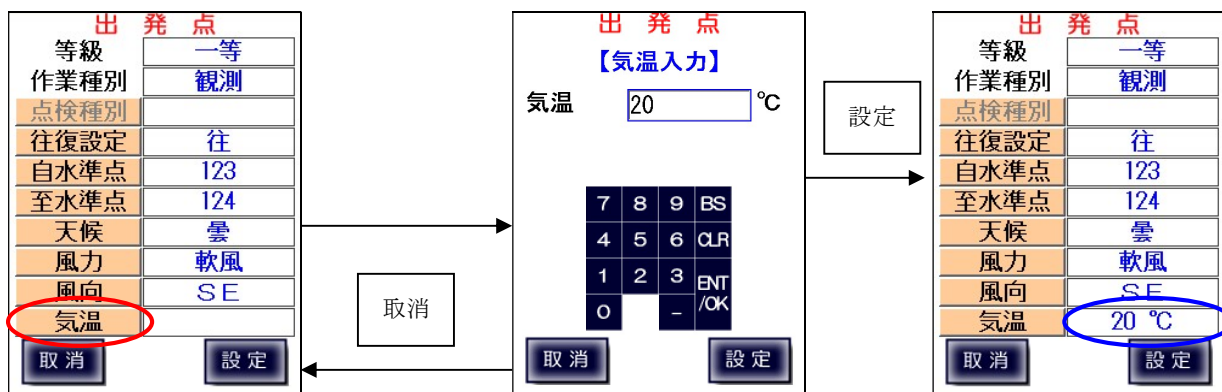 出発点
等級 一等
作業種別 観測
点検種別
往復設定 往
自水準点 123
至水準点 124
天候 曇
風力 軟風
風向 SE
気温
取消 設定
取消
出発点
【気温入力】
気温 20 ℃
7 8 9 BS
4 5 6 CLR
1 2 3 ENT/OK
0 -
取消 設定
設定
出発点
等級 一等
作業種別 観測
点検種別
往復設定 往
自水準点 123
至水準点 124
天候 曇
風力 軟風
風向 SE
気温 20 ℃
取消 設定